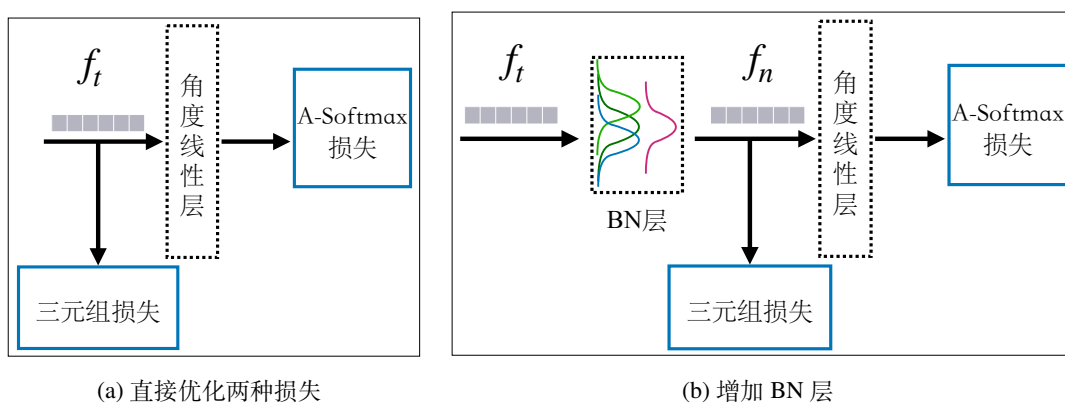 f_t
角度线性层
A-Softmax
损失
三元组损失
(a) 直接优化两种损失
f_t
BN层
f_n
角度线性层
A-Softmax
损失
三元组损失
(b) 增加 BN 层